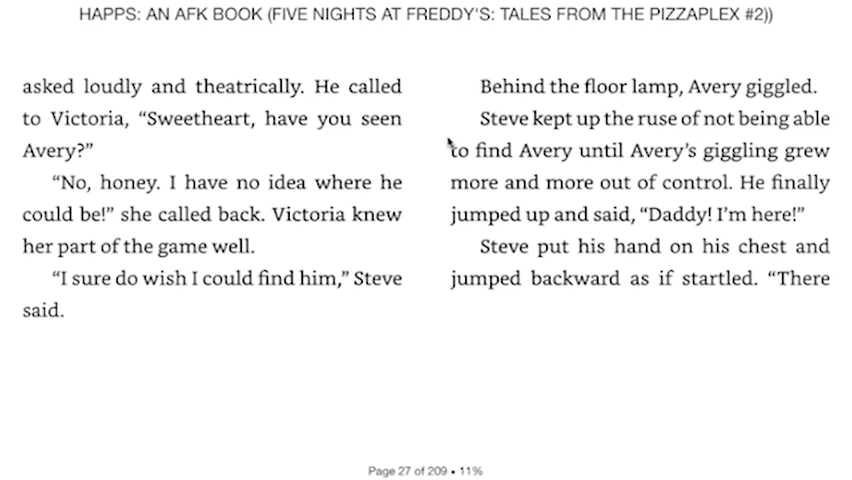 HAPPS: AN AFK BOOK (FIVE NIGHTS AT FREDDY'S: TALES FROM THE PIZZAPLEX #2))
asked loudly and theatrically. He called
to Victoria, “Sweetheart, have you seen
Avery?”
“No, honey. I have no idea where he
could be!” she called back. Victoria knew
her part of the game well.
“I sure do wish I could find him,” Steve
said.
Behind the floor lamp, Avery giggled.
Steve kept up the ruse of not being able
to find Avery until Avery’s giggling grew
more and more out of control. He finally
jumped up and said, “Daddy! I’m here!”
Steve put his hand on his chest and
jumped backward as if startled. “There
Page 27 of 209 • 11%